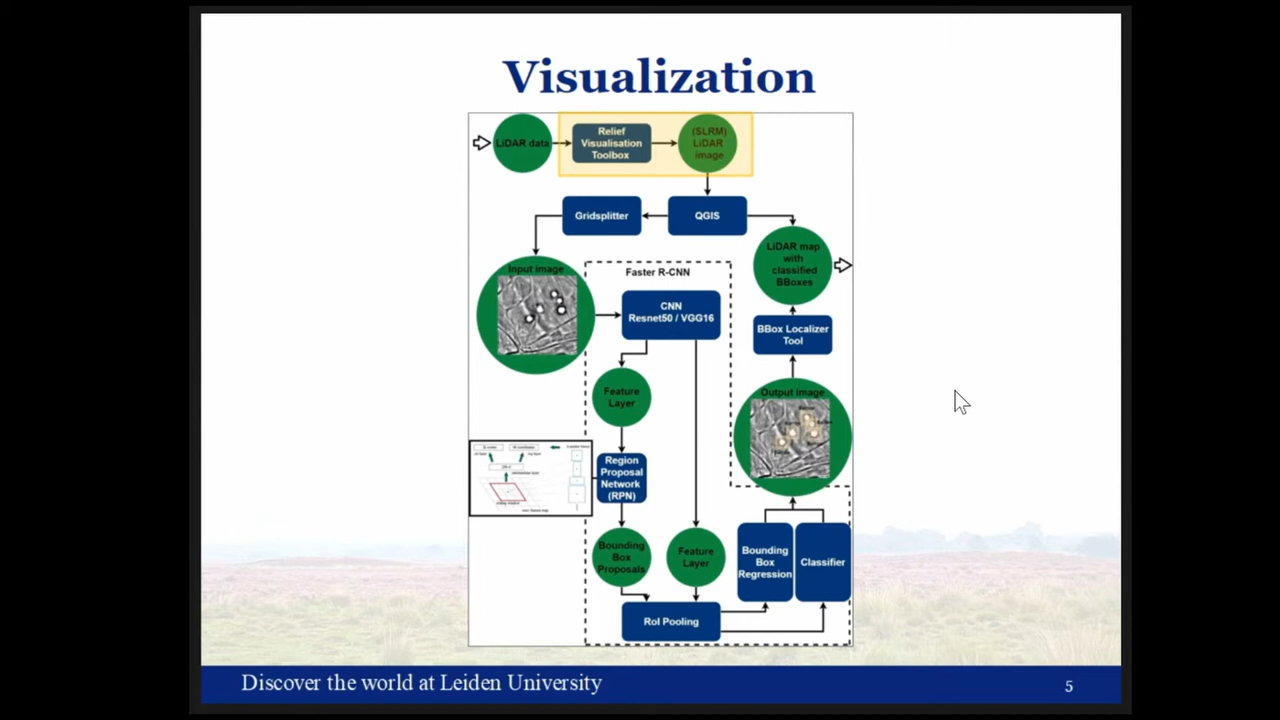 Visualization
LiDAR data
Relief
Visualisation
Toolbox
(SLRM)
LiDAR
image
Gridsplitter
QGIS
Input image
Faster R-CNN
LiDAR map
with
classified
BBoxes
CNN
Resnet50 / VGG16
BBox Localizer
Tool
Feature
Layer
Output image
Region
Proposal
Network
(RPN)
Bounding
Box
Proposals
Feature
Layer
Bounding
Box
Regression
Classifier
RoI Pooling
Discover the world at Leiden University
5